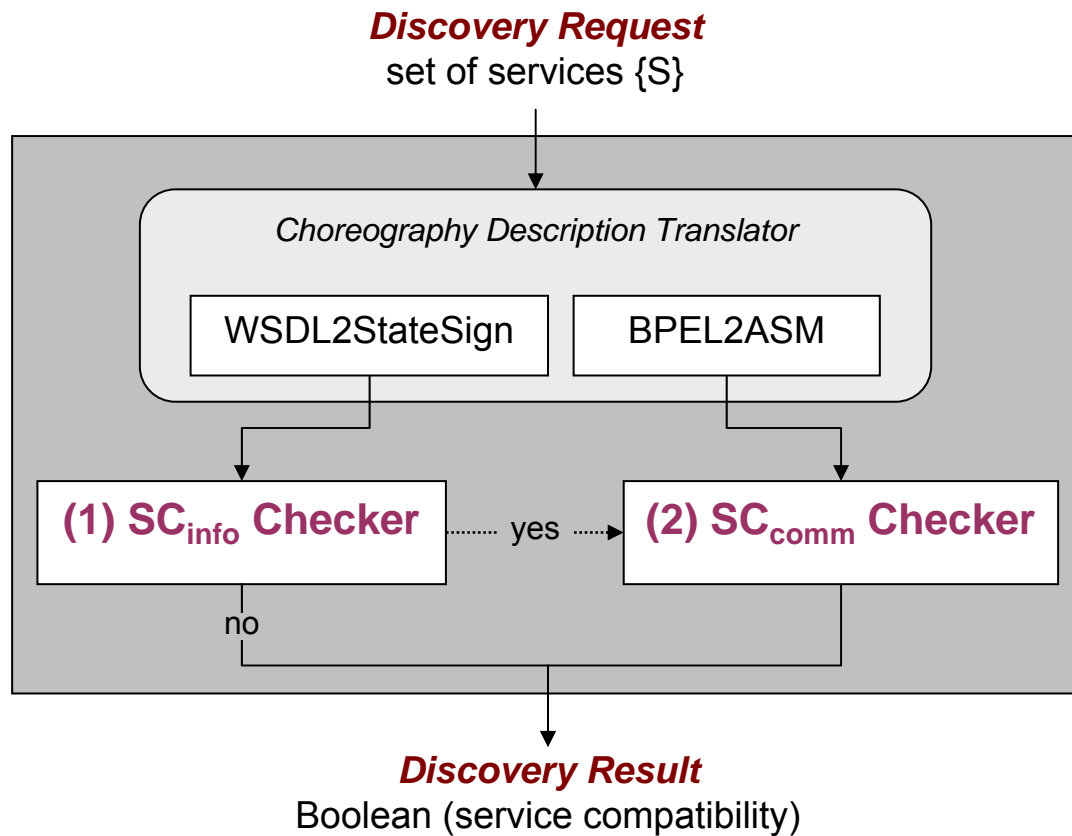 Discovery Request
set of services {S}
Choreography Description Translator
WSDL2StateSign
BPEL2ASM
(1) SCinfo Checker
yes
(2) SCcomm Checker
no
Discovery Result
Boolean (service compatibility)